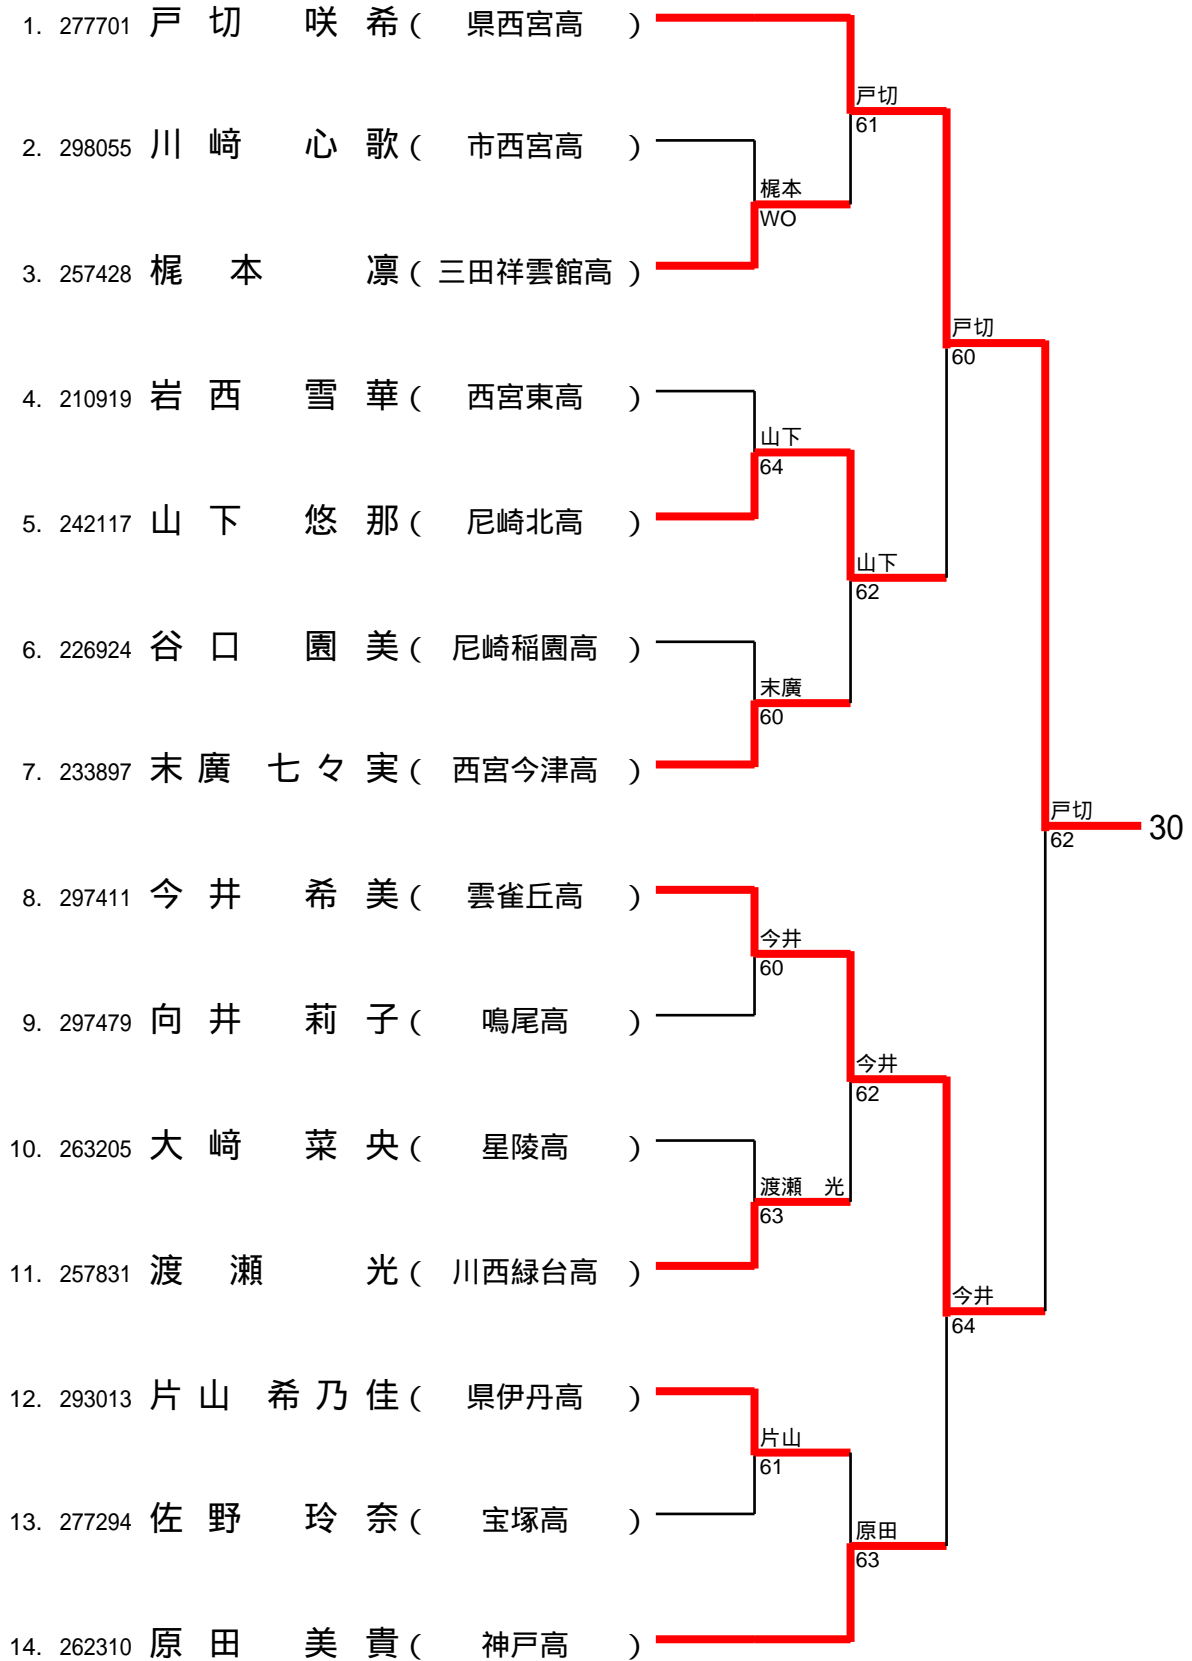 1. 277701 戸 切 咲 希 ( 県西宮高 )
戸切
61
2. 298055 川 﨑 心 歌 ( 市西宮高 )
梶本
WO
3. 257428 梶 本 凛 ( 三田祥雲館高 )
戸切
60
4. 210919 岩 西 雪 華 ( 西宮東高 )
山下
64
5. 242117 山 下 悠 那 ( 尼崎北高 )
山下
62
6. 226924 谷 口 園 美 ( 尼崎稲園高 )
末廣
60
7. 233897 末 廣 七 々 実 ( 西宮今津高 )
戸切
62
30
8. 297411 今 井 希 美 ( 雲雀丘高 )
今井
60
9. 297479 向 井 莉 子 ( 鳴尾高 )
今井
62
10. 263205 大 﨑 菜 央 ( 星陵高 )
渡瀬 光
63
11. 257831 渡 瀬 光 ( 川西緑台高 )
今井
64
12. 293013 片 山 希 乃 佳 ( 県伊丹高 )
片山
61
13. 277294 佐 野 玲 奈 ( 宝塚高 )
原田
63
14. 262310 原 田 美 貴 ( 神戸高 )